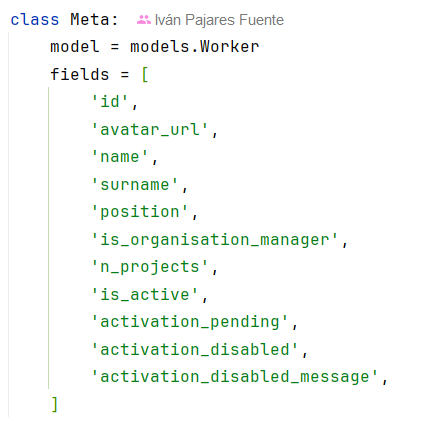 class Meta: Iván Pajares Fuente
    model = models.Worker
    fields = [
        'id',
        'avatar_url',
        'name',
        'surname',
        'position',
        'is_organisation_manager',
        'n_projects',
        'is_active',
        'activation_pending',
        'activation_disabled',
        'activation_disabled_message',
    ]